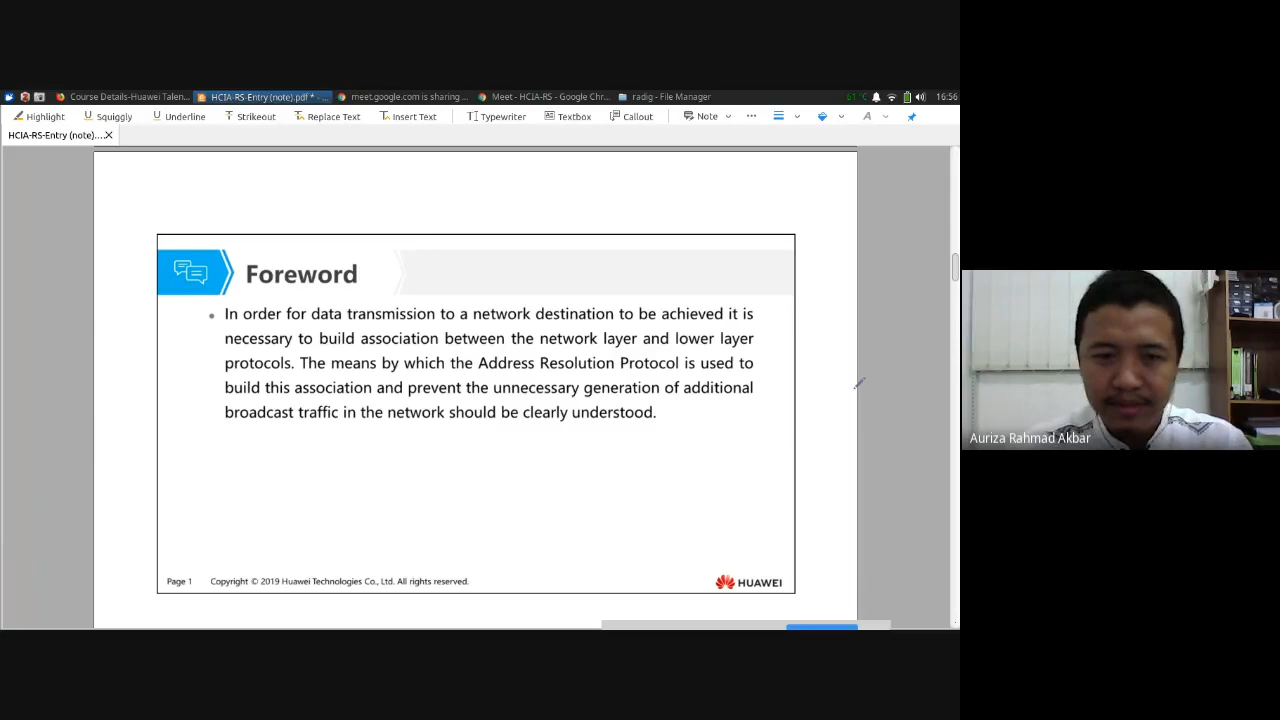 Course Details-Huawei Talen...
HCIA-RS-Entry (note).pdf * - ...
meet.google.com is sharing ...
Meet - HCIA-RS - Google Chr...
radig - File Manager
61 °C
16:56
Highlight
Squiggly
Underline
Strikeout
Replace Text
Insert Text
Typewriter
Textbox
Callout
Note
HCIA-RS-Entry (note)....
Foreword
In order for data transmission to a network destination to be achieved it is
necessary to build association between the network layer and lower layer
protocols. The means by which the Address Resolution Protocol is used to
build this association and prevent the unnecessary generation of additional
broadcast traffic in the network should be clearly understood.
Page 1
Copyright © 2019 Huawei Technologies Co., Ltd. All rights reserved.
HUAWEI
Auriza Rahmad Akbar